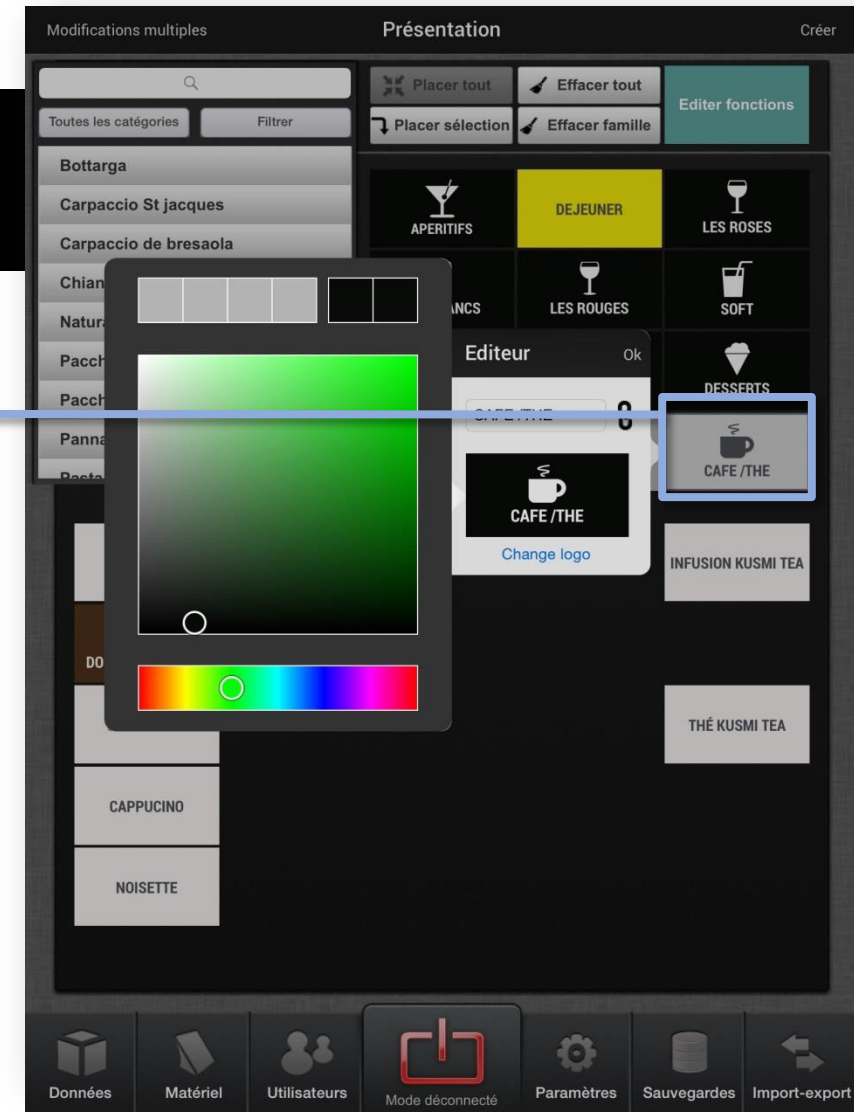 Modifications multiples
Présentation
Créer
Placer tout
Effacer tout
Editer fonctions
Toutes les catégories
Filtrer
Placer sélection
Effacer famille
Bottarga
Carpaccio St jacques
Carpaccio de bresaola
APERITIFS
DEJEUNER
LES ROSES
LES ROUGES
SOFT
Editeur
Ok
DESSERTS
CAFE /THE
CAFE /THE
CAFE /THE
Change logo
INFUSION KUSMI TEA
THÉ KUSMI TEA
CAPPUCINO
NOISETTE
Données
Matériel
Utilisateurs
Mode déconnecté
Paramètres
Sauvegardes
Import-export